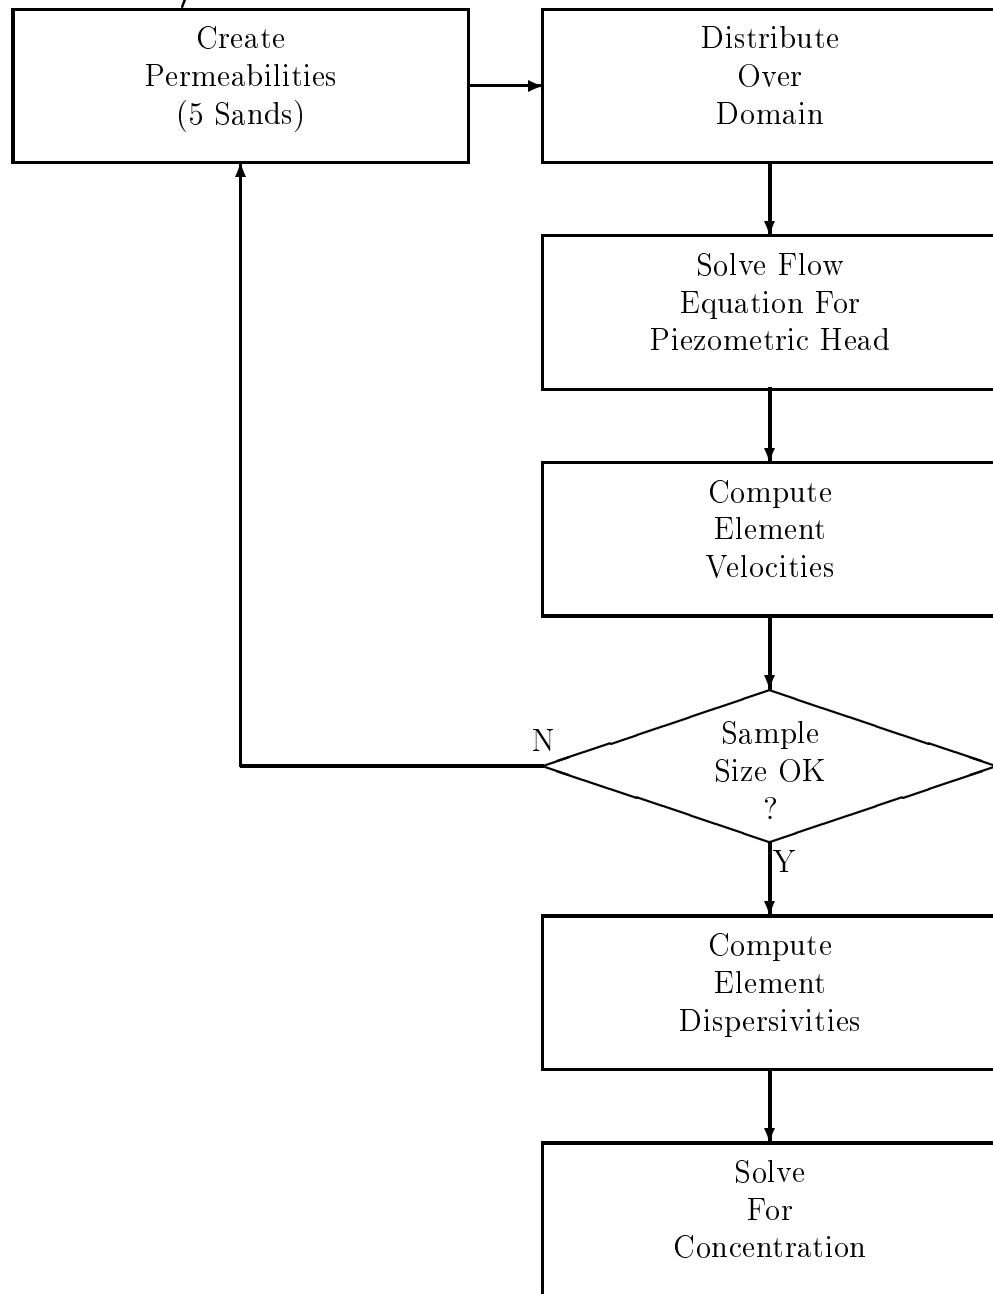 Create
Permeabilities
(5 Sands)
Distribute
Over
Domain
Solve Flow
Equation For
Piezometric Head
Compute
Element
Velocities
N
Sample
Size OK
?
Y
Compute
Element
Dispersivities
Solve
For
Concentration